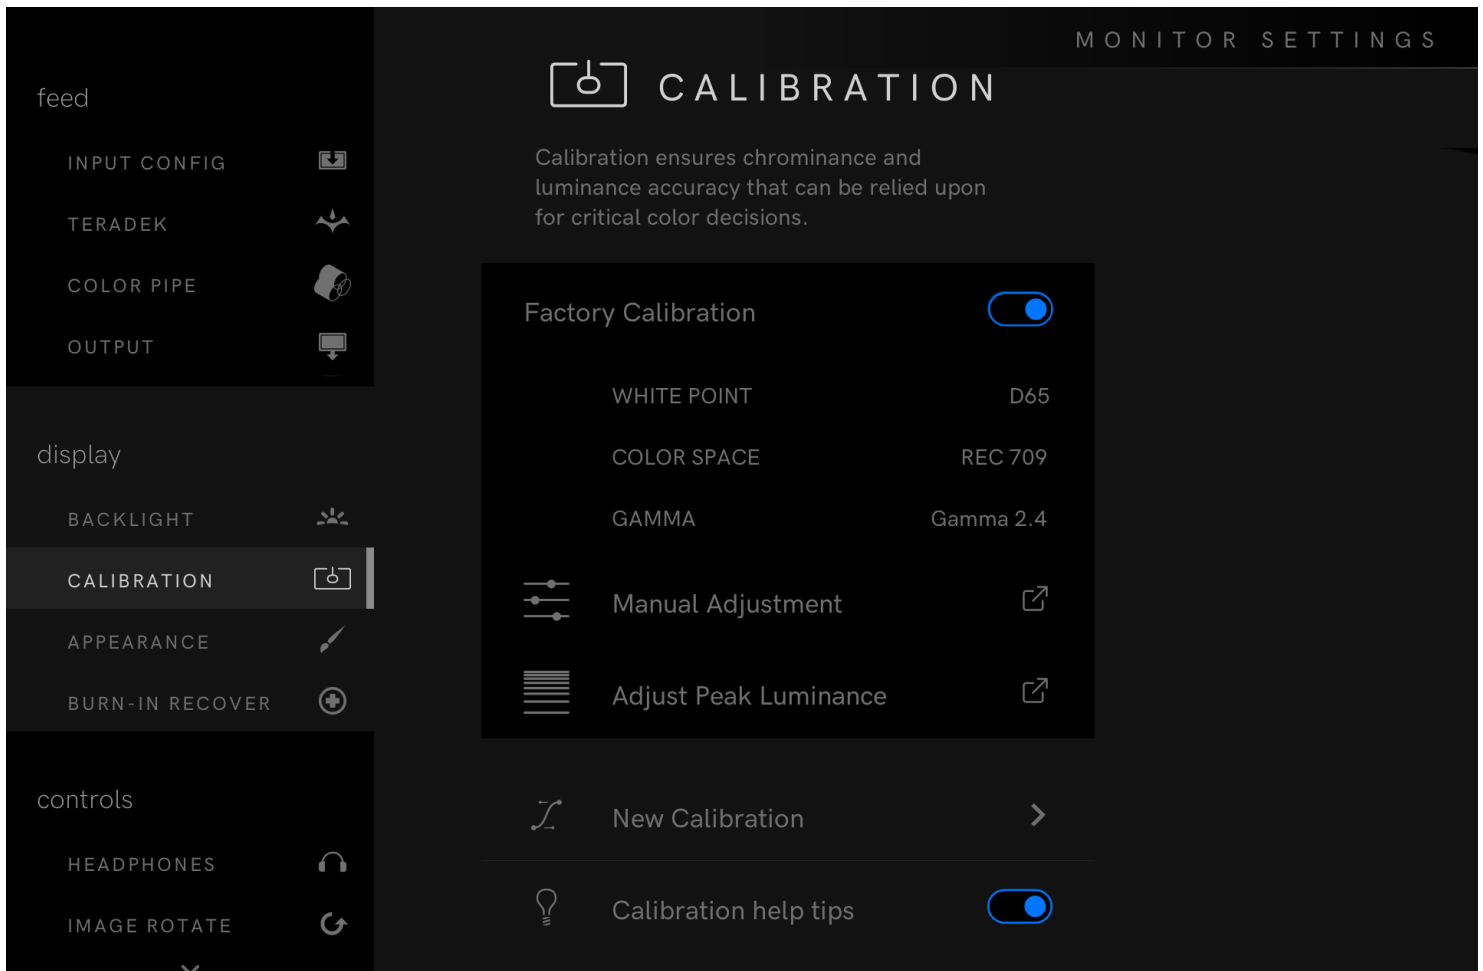 MONITOR SETTINGS
feed
INPUT CONFIG
TERADEK
COLOR PIPE
OUTPUT
display
BACKLIGHT
CALIBRATION
APPEARANCE
BURN-IN RECOVER
controls
HEADPHONES
IMAGE ROTATE
CALIBRATION
Calibration ensures chrominance and
luminance accuracy that can be relied upon
for critical color decisions.
Factory Calibration
WHITE POINT D65
COLOR SPACE REC 709
GAMMA Gamma 2.4
Manual Adjustment
Adjust Peak Luminance
New Calibration
Calibration help tips